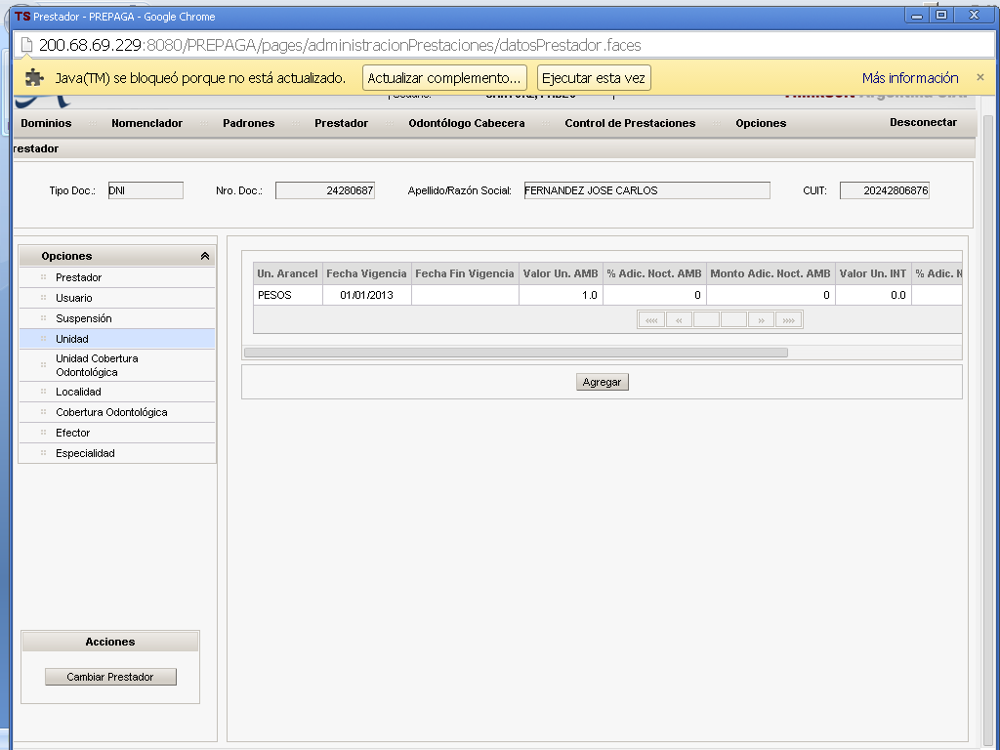 TS Prestador - PREPAGA - Google Chrome
200.68.69.229:8080/PREPAGA/pages/administracionPrestaciones/datosPrestador.faces
Java(TM) se bloqueó porque no está actualizado. Actualizar complemento... Ejecutar esta vez Más información ×
Dominios Nomenclador Padrones Prestador Odontólogo Cabecera Control de Prestaciones Opciones Desconectar
restador
Tipo Doc.: DNI Nro. Doc.: 24280687 Apellido/Razón Social: FERNANDEZ JOSE CARLOS CUIT: 20242806876
Opciones
Prestador
Usuario
Suspensión
Unidad
Unidad Cobertura
Odontológica
Localidad
Cobertura Odontológica
Efector
Especialidad
Un. Arancel Fecha Vigencia Fecha Fin Vigencia Valor Un. AMB % Adic. Noct. AMB Monto Adic. Noct. AMB Valor Un. INT % Adic. N
PESOS 01/01/2013 1.0 0 0 0.0
«« « » »»
Agregar
Acciones
Cambiar Prestador